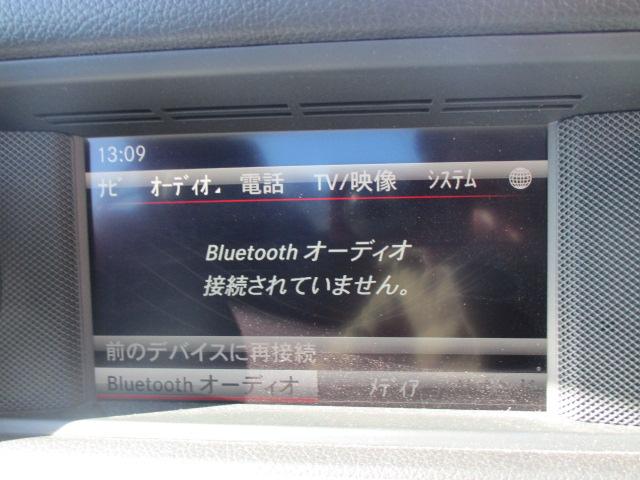 13:09
ナビ オーディオ 電話 TV/映像 システム
Bluetooth オーディオ
接続されていません。
前のデバイスに再接続
Bluetooth オーディオ メディア